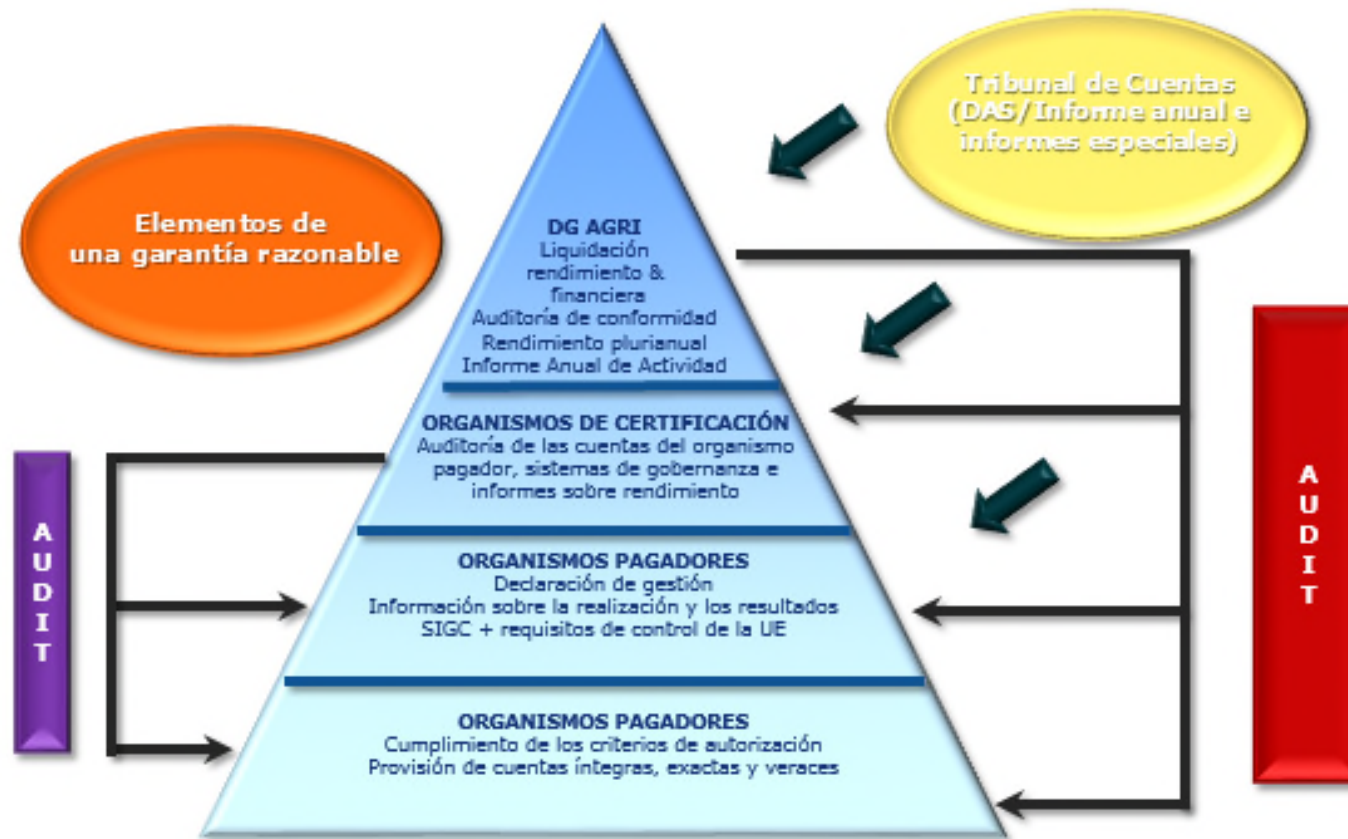 Tribunal de Cuentas
(DAS/Informe anual e
informes especiales)
Elementos de
una garantía razonable
DG AGRI
Liquidación
rendimiento &
financiera
Auditoría de conformidad
Rendimiento plurianual
Informe Anual de Actividad
ORGANISMOS DE CERTIFICACIÓN
Auditoría de las cuentas del organismo
pagador, sistemas de gobernanza e
informes sobre rendimiento
ORGANISMOS PAGADORES
Declaración de gestión
Información sobre la realización y los resultados
SIGC + requisitos de control de la UE
ORGANISMOS PAGADORES
Cumplimiento de los criterios de autorización
Provisión de cuentas íntegras, exactas y veraces
A
U
D
I
T
A
U
D
I
T